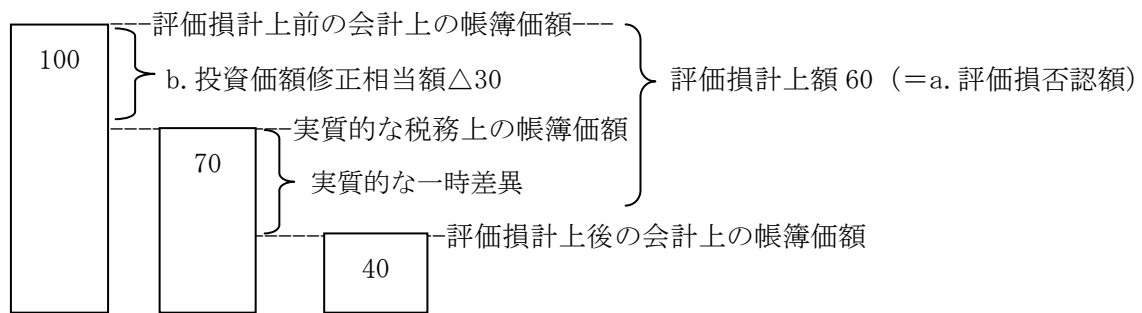 評価損計上前の会計上の帳簿価額
100
b. 投資価額修正相当額△30
評価損計上額 60（＝a. 評価損否認額）
実質的な税務上の帳簿価額
70
実質的な一時差異
評価損計上後の会計上の帳簿価額
40